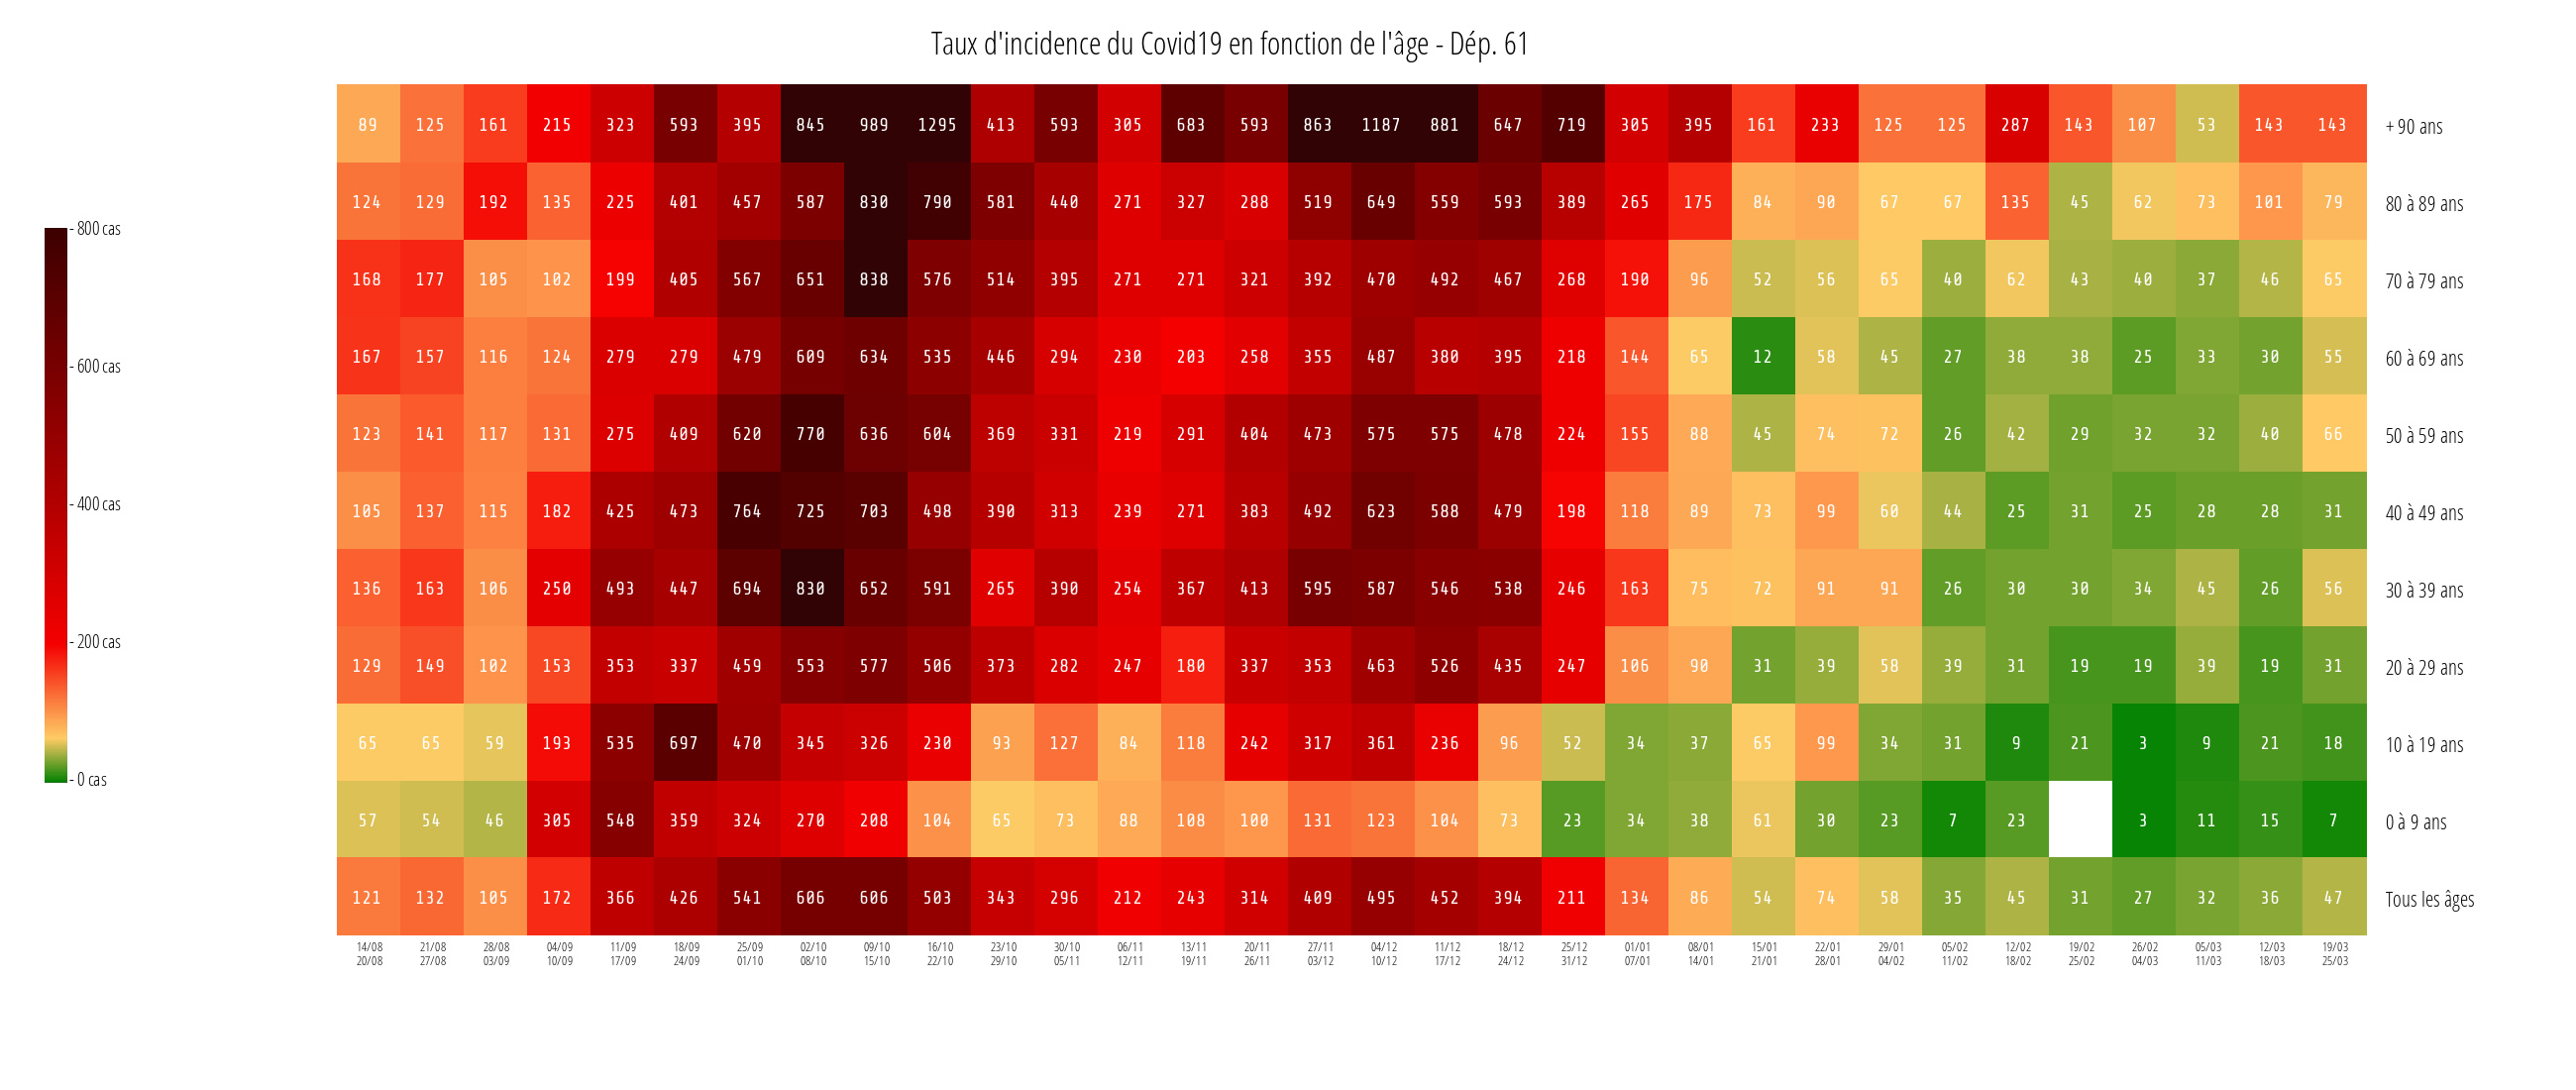 Taux d'incidence du Covid19 en fonction de l'âge - Dép. 61
89 125 161 215 323 593 395 845 989 1295 413 593 305 683 593 863 1187 881 647 719 305 395 161 233 125 125 287 143 107 53 143 143 + 90 ans
124 129 192 135 225 401 457 587 830 790 581 440 271 327 288 519 649 559 593 389 265 175 84 90 67 67 135 45 62 73 101 79 80 à 89 ans
- 800 cas
168 177 105 102 199 405 567 651 838 576 514 395 271 271 321 392 470 492 467 268 190 96 52 56 65 40 62 43 40 37 46 65 70 à 79 ans
167 157 116 124 279 279 479 609 634 535 446 294 230 203 258 355 487 380 395 218 144 65 12 58 45 27 38 38 25 33 30 55 60 à 69 ans
- 600 cas
123 141 117 131 275 409 620 770 636 604 369 331 219 291 404 473 575 575 478 224 155 88 45 74 72 26 42 29 32 32 40 66 50 à 59 ans
- 400 cas
105 137 115 182 425 473 764 725 703 498 390 313 239 271 383 492 623 588 479 198 118 89 73 99 60 44 25 31 25 28 28 31 40 à 49 ans
136 163 106 250 493 447 694 830 652 591 265 390 254 367 413 595 587 546 538 246 163 75 72 91 91 26 30 30 34 45 26 56 30 à 39 ans
- 200 cas
129 149 102 153 353 337 459 553 577 506 373 282 247 180 337 353 463 526 435 247 106 90 31 39 58 39 31 19 19 39 19 31 20 à 29 ans
65 65 59 193 535 697 470 345 326 230 93 127 84 118 242 317 361 236 96 52 34 37 65 99 34 31 9 21 3 9 21 18 10 à 19 ans
- 0 cas
57 54 46 305 548 359 324 270 208 104 65 73 88 108 100 131 123 104 73 23 34 38 61 30 23 7 23 3 11 15 7 0 à 9 ans
121 132 105 172 366 426 541 606 606 503 343 296 212 243 314 409 495 452 394 211 134 86 54 74 58 35 45 31 27 32 36 47 Tous les âges
14/08 21/08 28/08 04/09 11/09 18/09 25/09 02/10 09/10 16/10 23/10 30/10 06/11 13/11 20/11 27/11 04/12 11/12 18/12 25/12 01/01 08/01 15/01 22/01 29/01 05/02 12/02 19/02 26/02 05/03 12/03 19/03
20/08 27/08 03/09 10/09 17/09 24/09 01/10 08/10 15/10 22/10 29/10 05/11 12/11 19/11 26/11 03/12 10/12 17/12 24/12 31/12 07/01 14/01 21/01 28/01 04/02 11/02 18/02 25/02 04/03 11/03 18/03 25/03